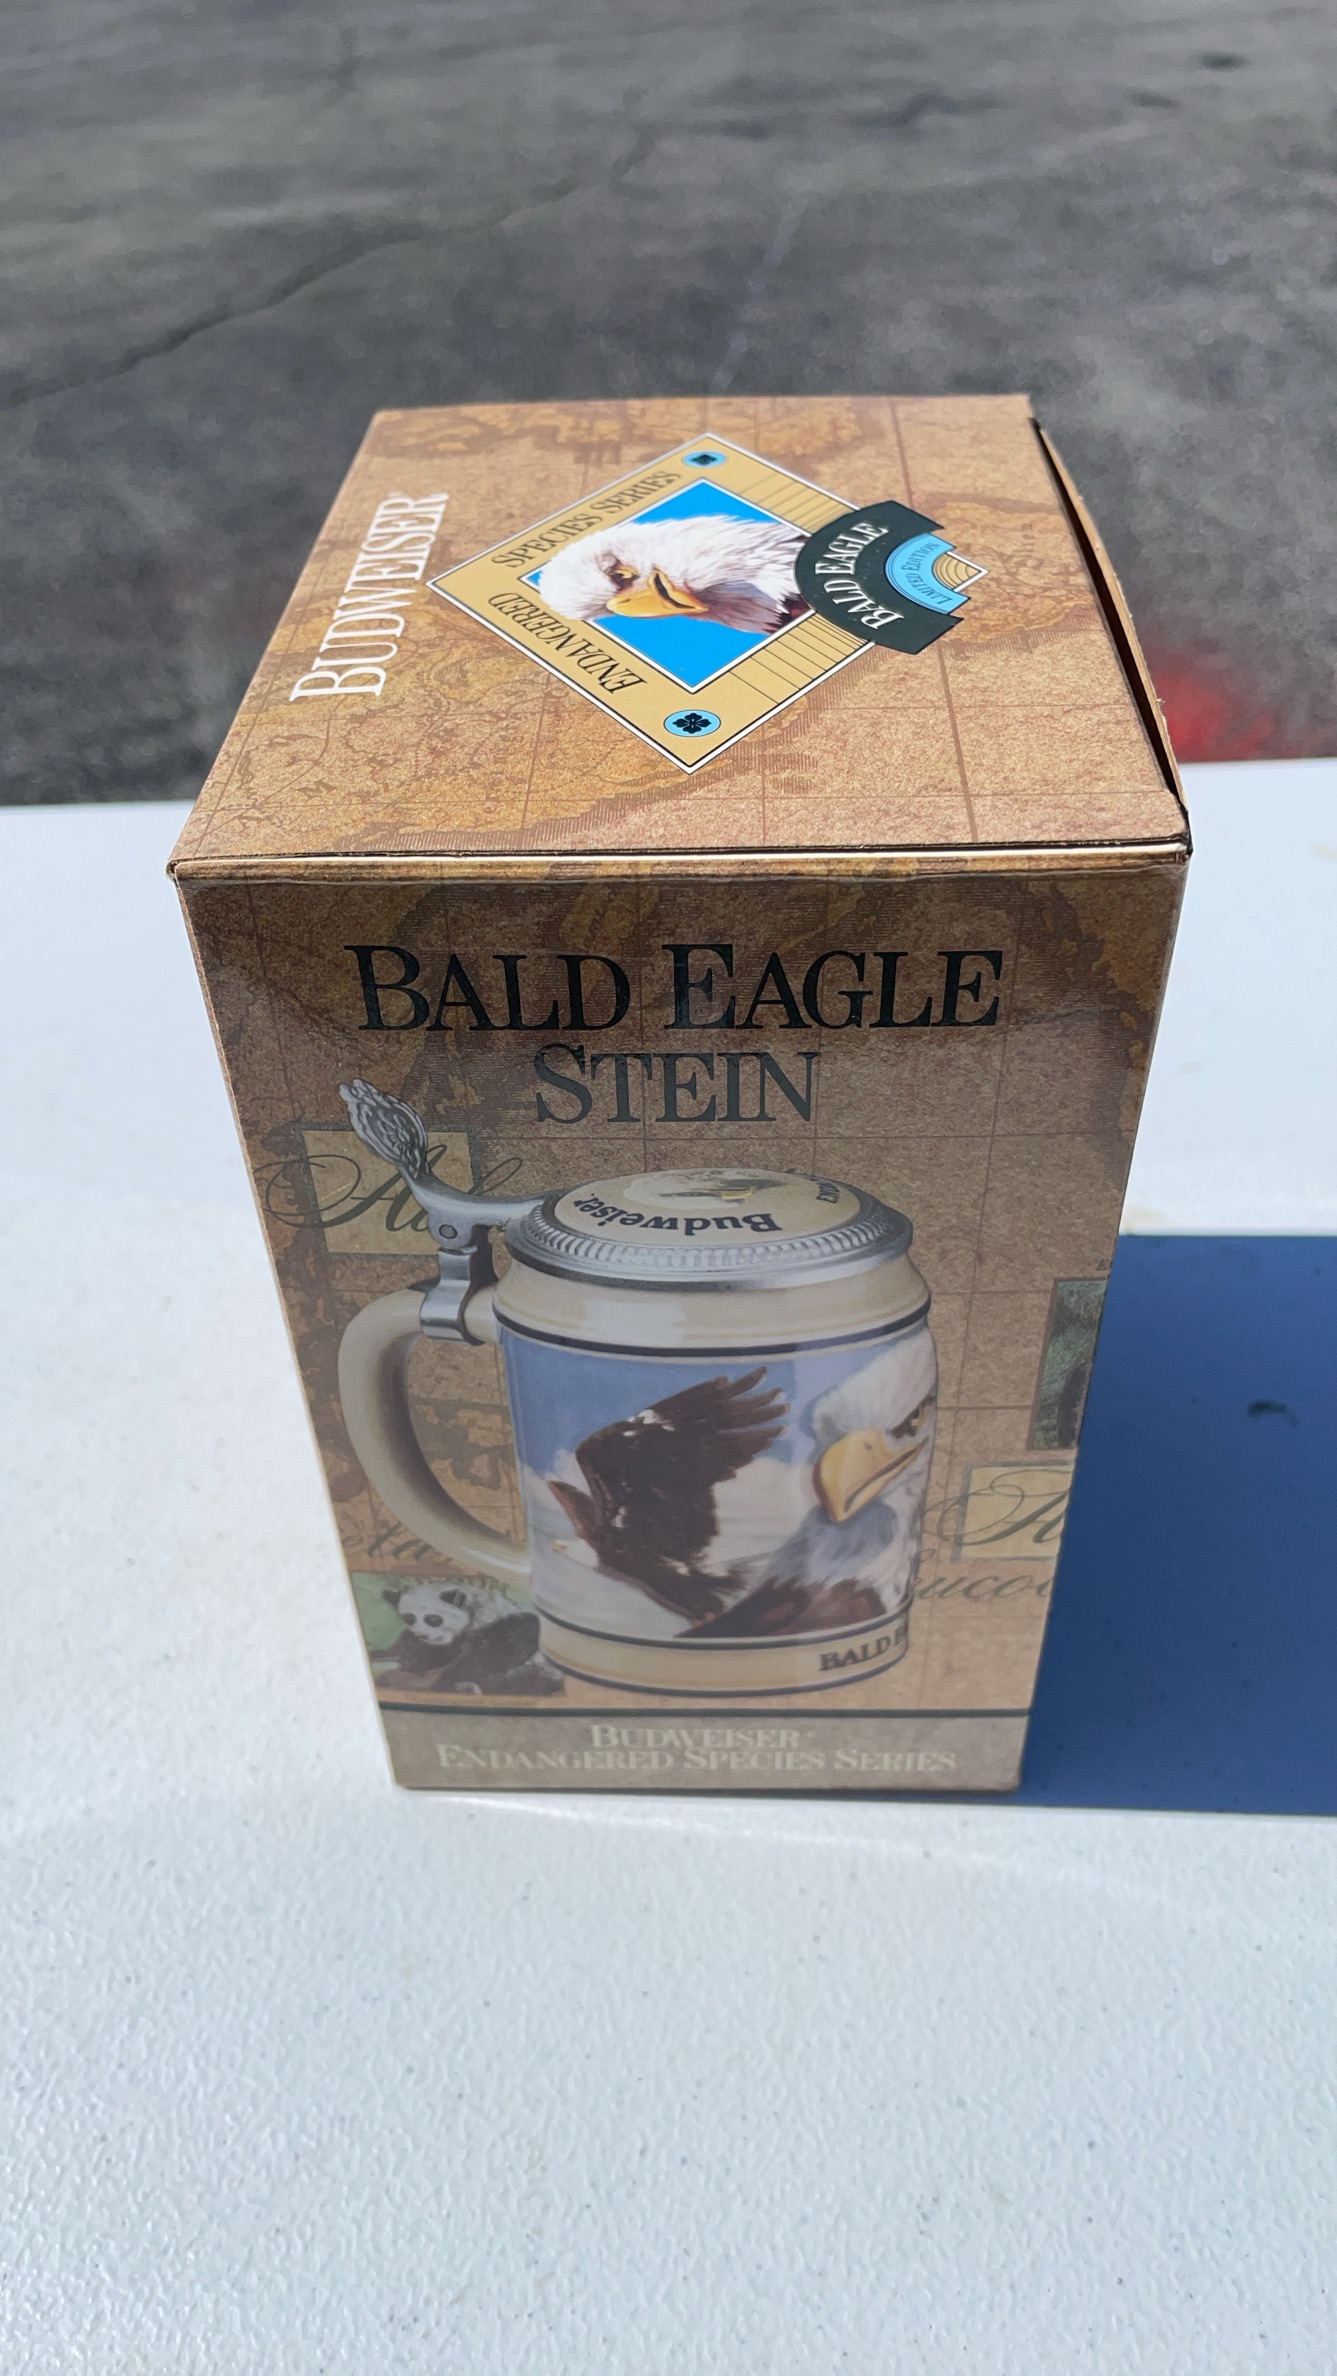 BUDWEISER
ENDANGERED SPECIES SERIES
BALD EAGLE
LIMITED EDITION
BALD EAGLE
STEIN
Budweiser
BALD E
BUDWEISER®
ENDANGERED SPECIES SERIES